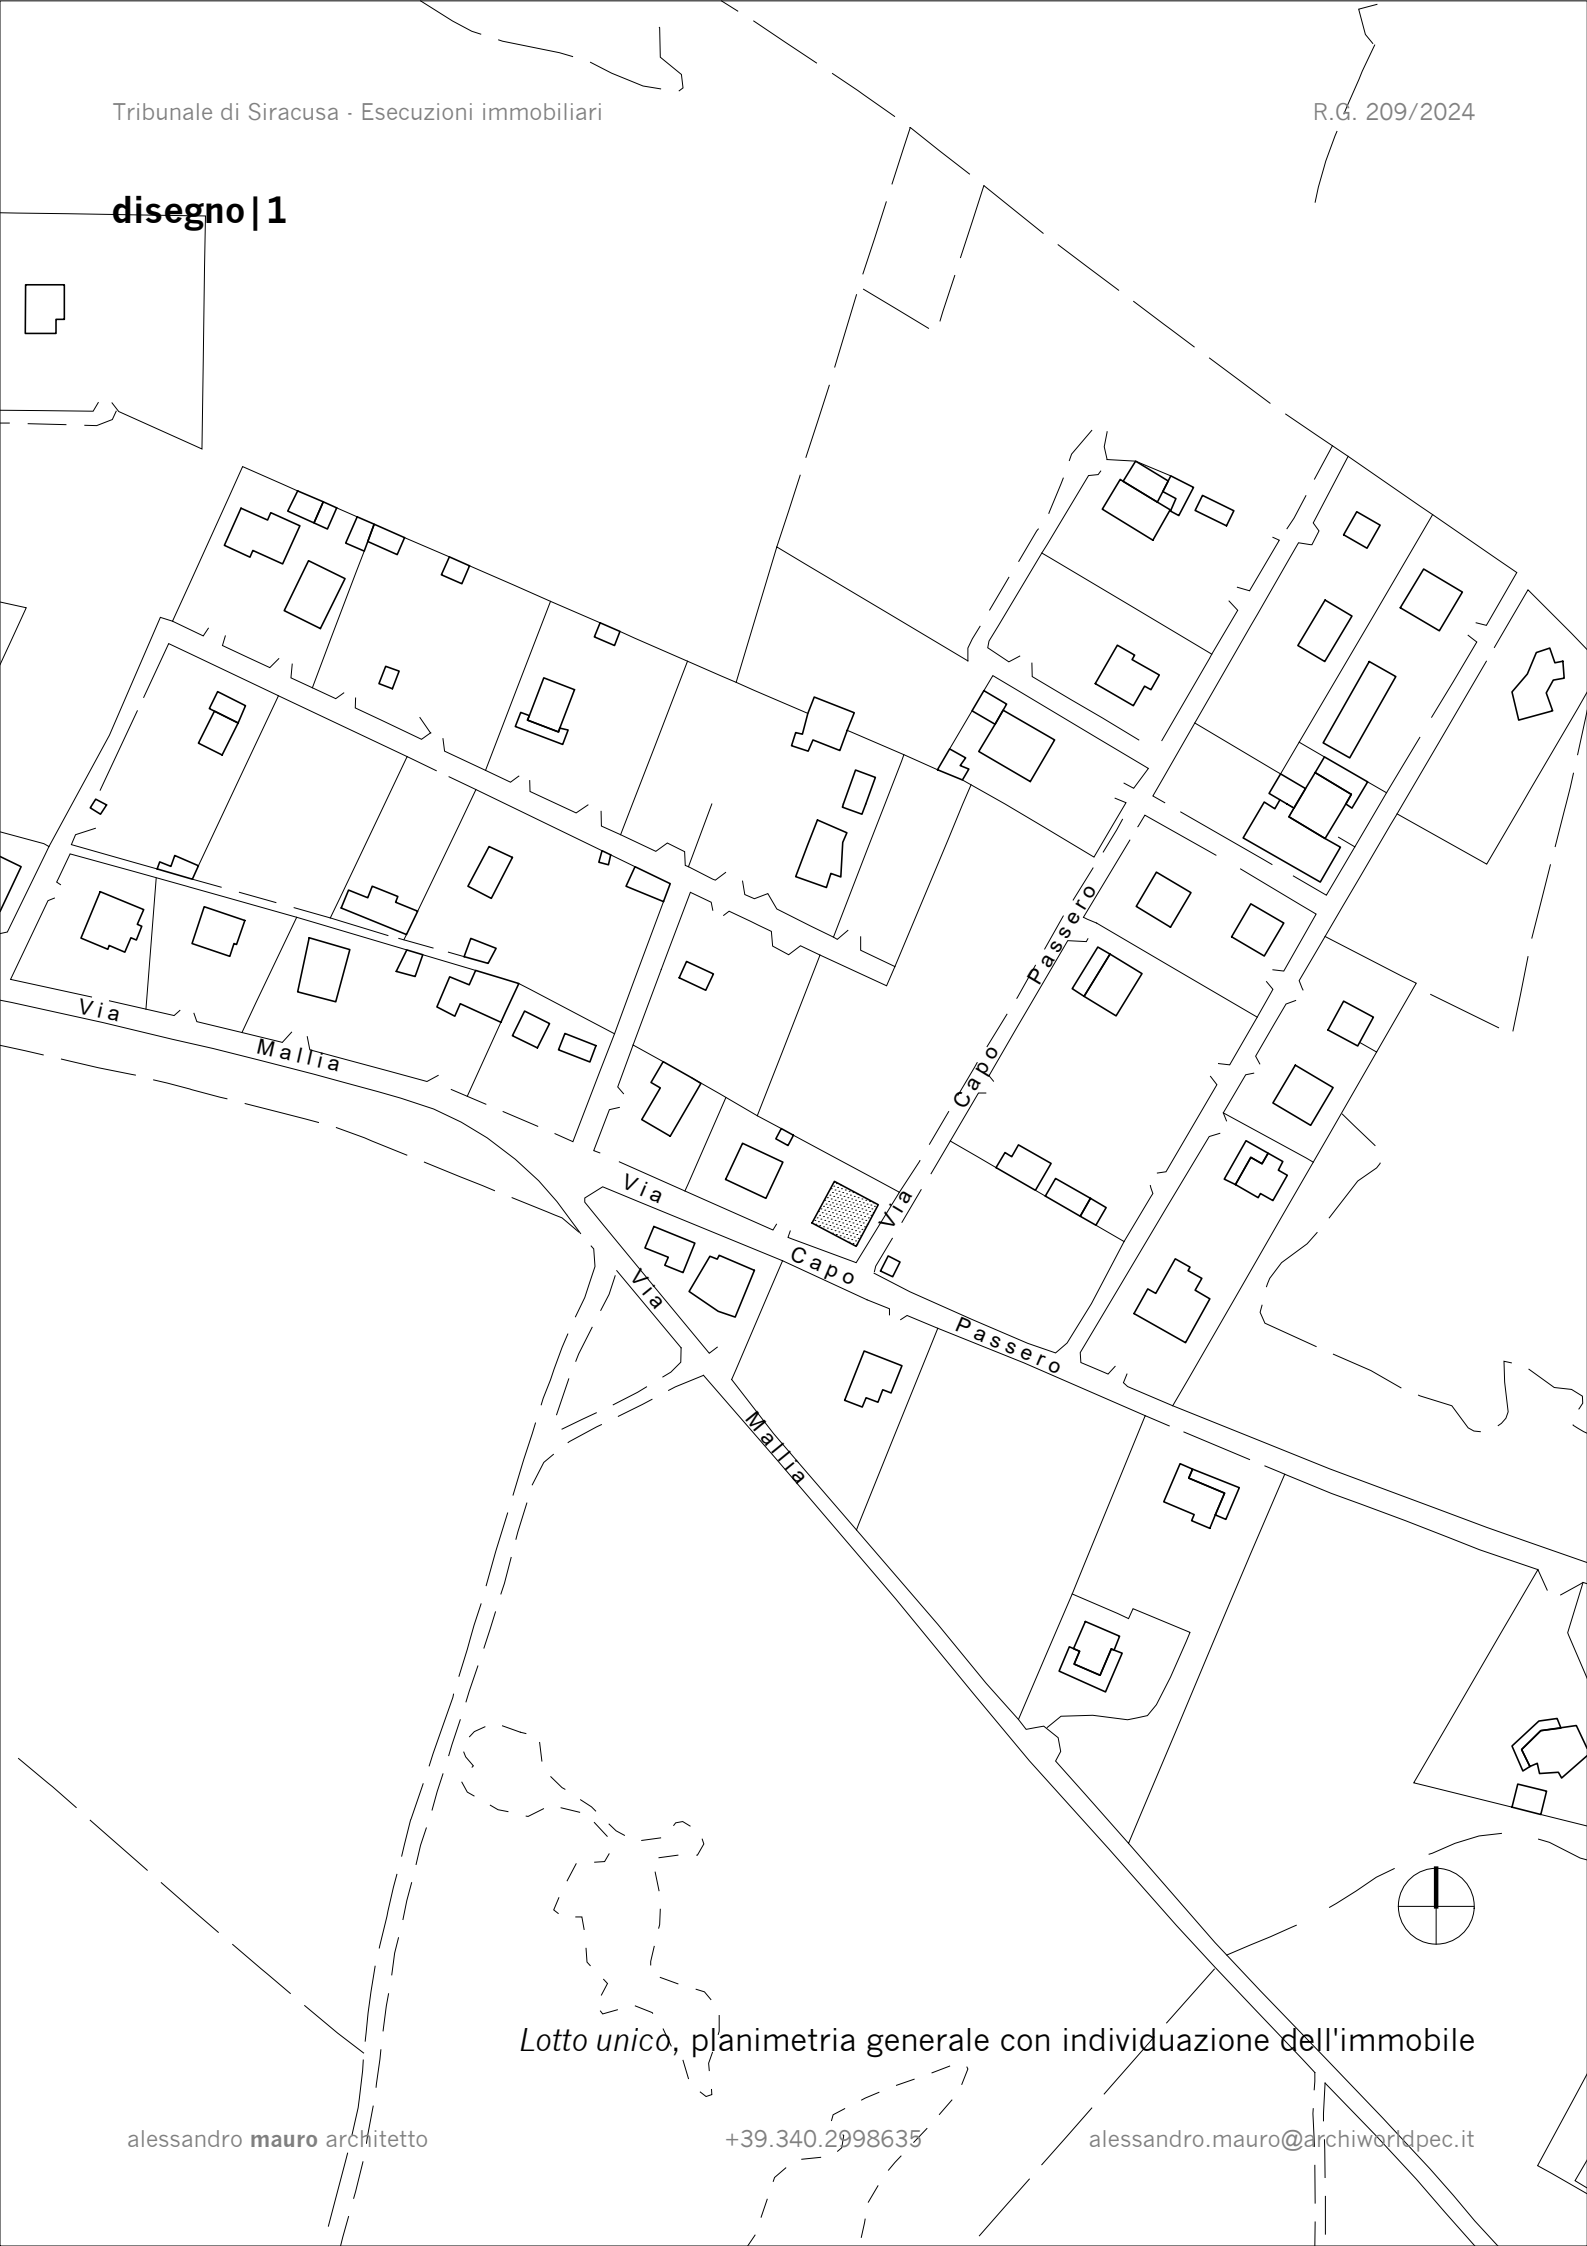 Tribunale di Siracusa - Esecuzioni immobiliari
R.G. 209/2024
disegno|1
Via
Mallia
Via
Capo
Passero
Via
Capo
Passero
Via
Mallia
Lotto unico, planimetria generale con individuazione dell'immobile
alessandro mauro architetto
+39.340.2998635
alessandro.mauro@archiworldpec.it